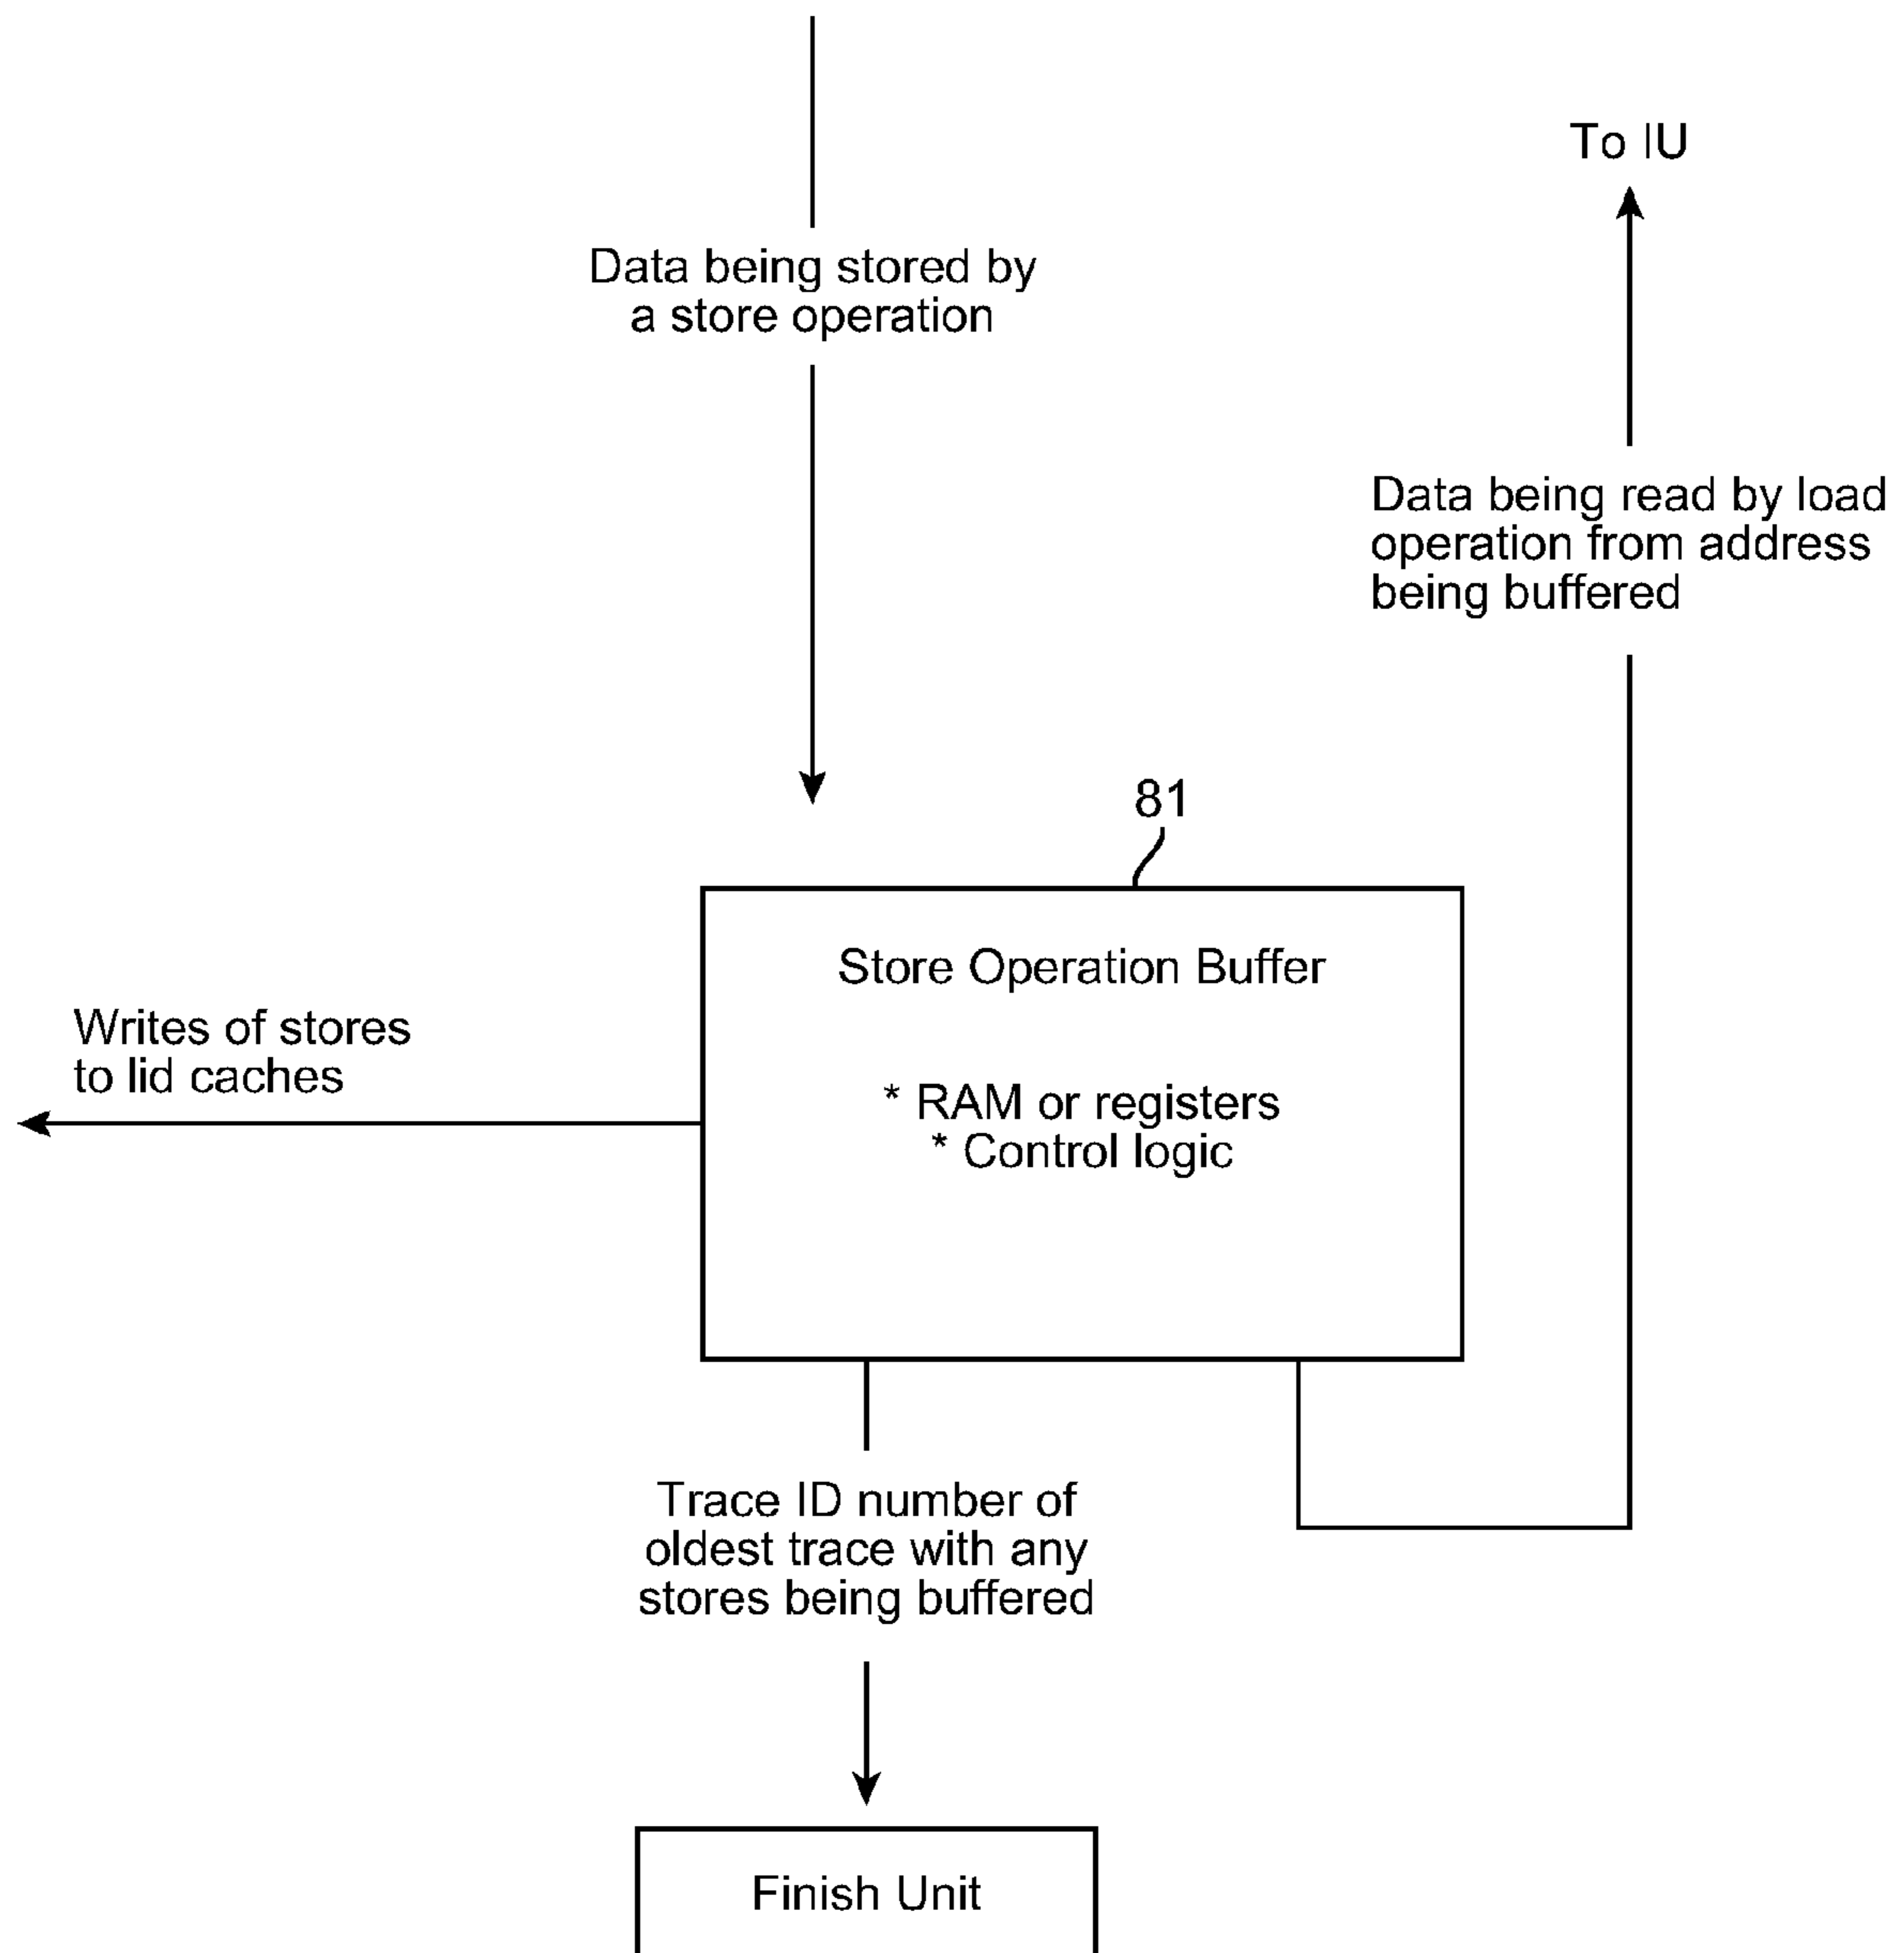 To IU
Data being stored by
a store operation
Data being read by load
operation from address
being buffered
81
Store Operation Buffer
* RAM or registers
* Control logic
Writes of stores
to lid caches
Trace ID number of
oldest trace with any
stores being buffered
Finish Unit